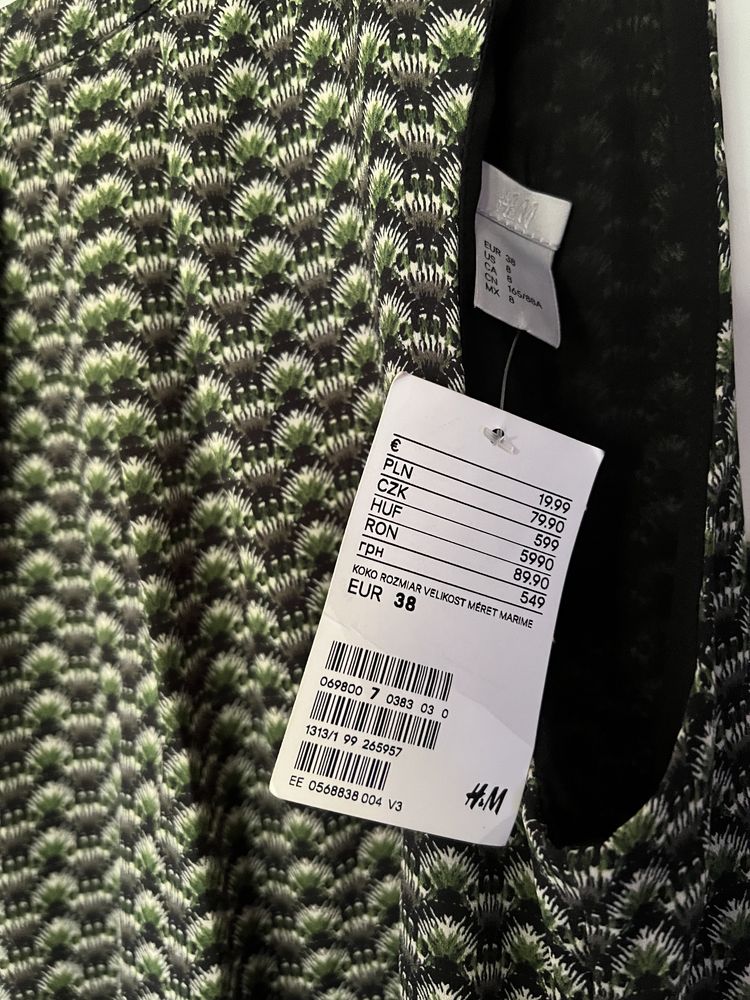 H&M
EUR 38
US 8
CA 8
CN 165/88A
MX 8
€ 19.99
PLN 79.90
CZK 599
HUF 5990
RON 89.90
грн 549
KOKO ROZMIAR VELIKOST MÉRET MARIME
EUR 38
069800 7 0383 03 0
1313/1 99 265957
EE 0568838 004 V3
H&M